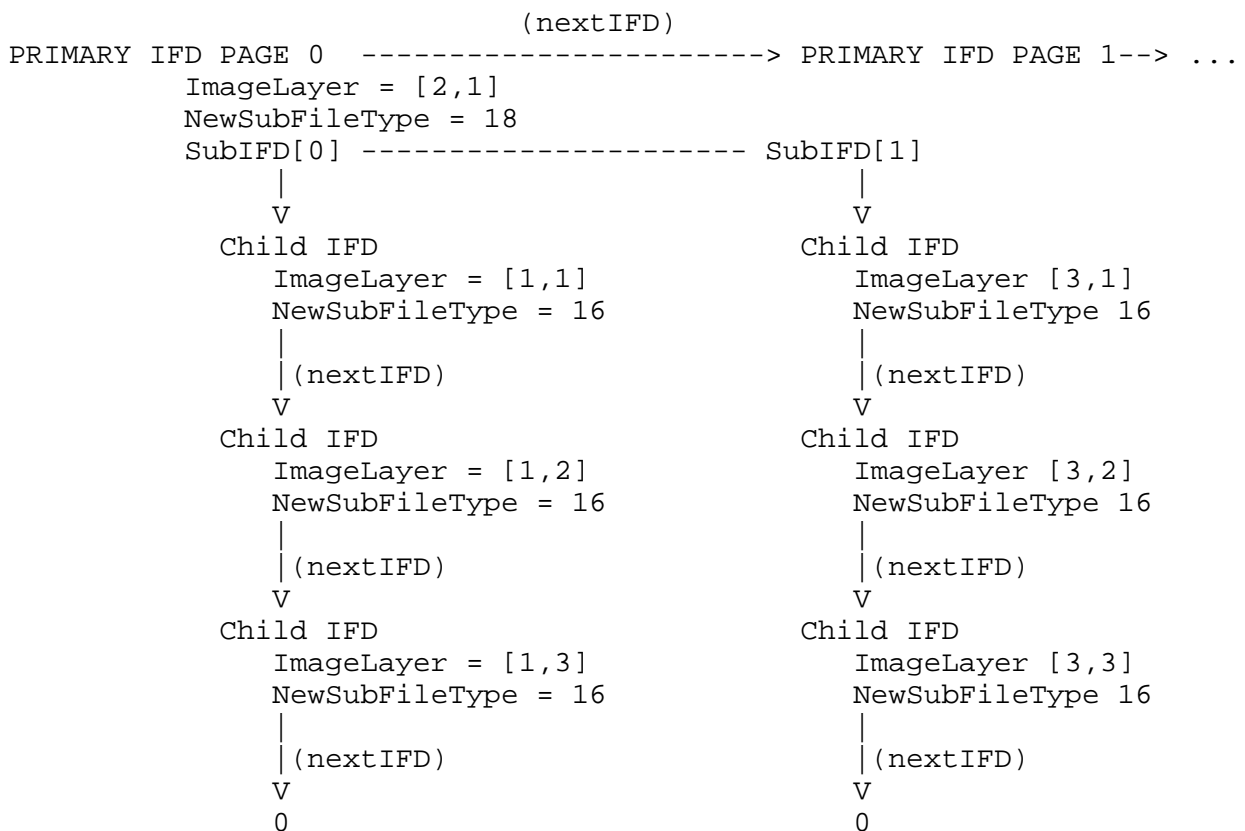 (nextIFD)
PRIMARY IFD PAGE 0 -----------------------> PRIMARY IFD PAGE 1--> ...
ImageLayer = [2,1]
NewSubFileType = 18
SubIFD[0] ---------------------- SubIFD[1]
| |
V V
Child IFD Child IFD
ImageLayer = [1,1] ImageLayer [3,1]
NewSubFileType = 16 NewSubFileType 16
| |
|(nextIFD) |(nextIFD)
V V
Child IFD Child IFD
ImageLayer = [1,2] ImageLayer [3,2]
NewSubFileType = 16 NewSubFileType 16
| |
|(nextIFD) |(nextIFD)
V V
Child IFD Child IFD
ImageLayer = [1,3] ImageLayer [3,3]
NewSubFileType = 16 NewSubFileType 16
| |
|(nextIFD) |(nextIFD)
V V
0 0